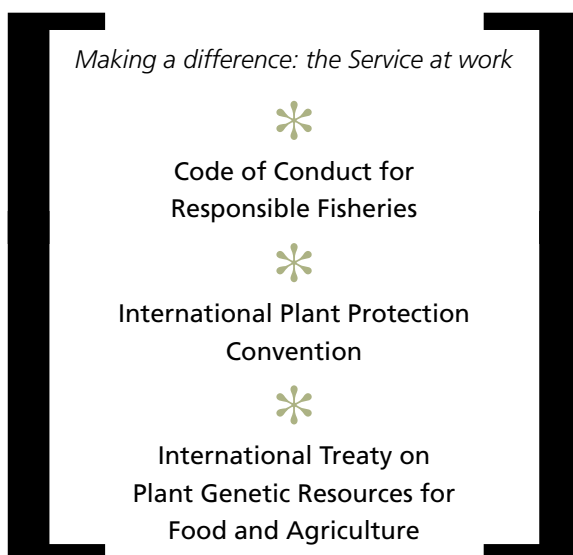 Making a difference: the Service at work
Code of Conduct for
Responsible Fisheries
International Plant Protection
Convention
International Treaty on
Plant Genetic Resources for
Food and Agriculture